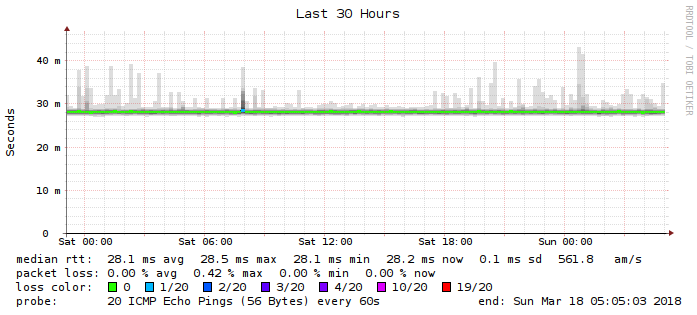 Last 30 Hours
RRDTOOL / TOBI OETIKER
Seconds
40 m
30 m
20 m
10 m
0
Sat 00:00 Sat 06:00 Sat 12:00 Sat 18:00 Sun 00:00
median rtt: 28.1 ms avg 28.5 ms max 28.1 ms min 28.2 ms now 0.1 ms sd 561.8 am/s
packet loss: 0.00 % avg 0.42 % max 0.00 % min 0.00 % now
loss color: 0 1/20 2/20 3/20 4/20 10/20 19/20
probe: 20 ICMP Echo Pings (56 Bytes) every 60s end: Sun Mar 18 05:05:03 2018